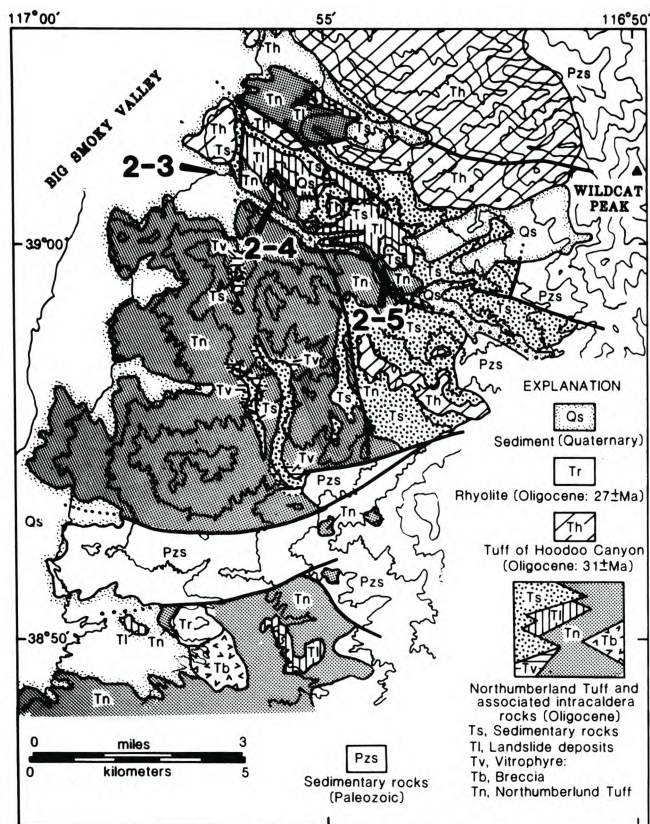 117°00'
55'
116°50'
Th
Pzs
Tn
Th
Tl
BIG SMOKY VALLEY
Th
Ts
Tl
Ts
Ts
2-3
Tn
Tl
Qs
Th
WILDCAT
PEAK
Th
Ts
Tl
Qs
2-4
39°00'
Tv
Ts
Tn
Tn
Ts
Qs
Pzs
Ts
2-5
Ts
Tn
Tv
Pzs
Tv
Ts
Ts
Tn
Th
Ts
Tv
Pzs
Qs
Tn
Pzs
Pzs
Tn
Tr
Tl
Tn
38°50'
Tb
Tl
Tn
EXPLANATION
Qs
Sediment (Quaternary)
Tr
Rhyolite (Oligocene: 27±Ma)
Th
Tuff of Hoodoo Canyon
(Oligocene: 31±Ma)
Ts
Tl
Tn
Tb
Tv
Northumberland Tuff and
associated intracaldera
rocks (Oligocene)
Ts, Sedimentary rocks
Tl, Landslide deposits
Tv, Vitrophyre:
Tb, Breccia
Tn, Northumberlund Tuff
0 miles 3
0 kilometers 5
Pzs
Sedimentary rocks
(Paleozoic)